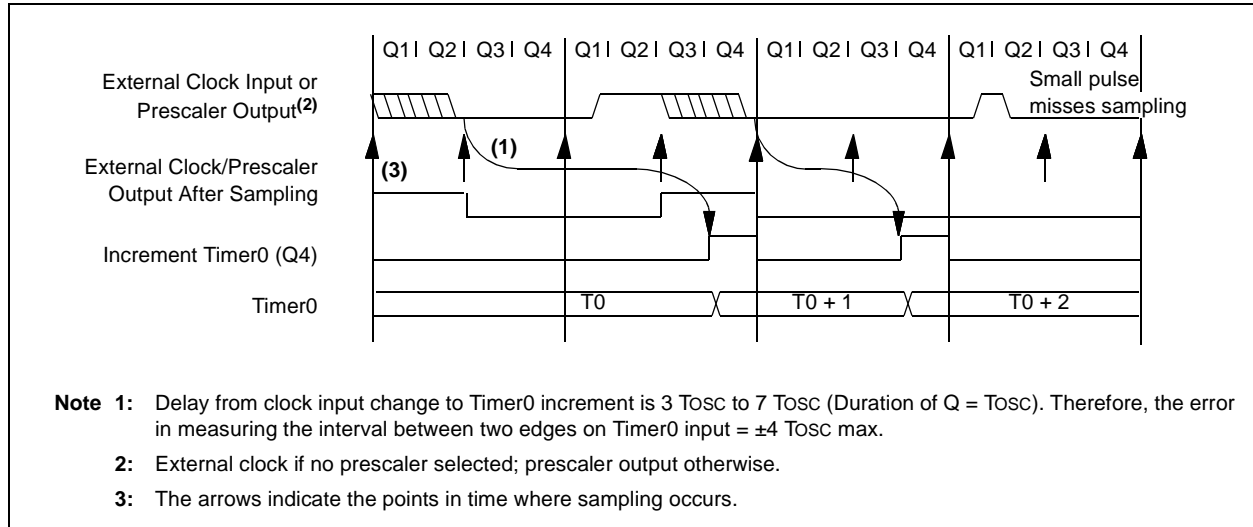 Q1 | Q2 | Q3 | Q4 Q1 | Q2 | Q3 | Q4 Q1 | Q2 | Q3 | Q4 Q1 | Q2 | Q3 | Q4
External Clock Input or
Prescaler Output(2)
Small pulse
misses sampling
(1)
(3)
External Clock/Prescaler
Output After Sampling
Increment Timer0 (Q4)
Timer0
T0 T0 + 1 T0 + 2
Note 1: Delay from clock input change to Timer0 increment is 3 TOSC to 7 TOSC (Duration of Q = TOSC). Therefore, the error
in measuring the interval between two edges on Timer0 input = ±4 TOSC max.
2: External clock if no prescaler selected; prescaler output otherwise.
3: The arrows indicate the points in time where sampling occurs.